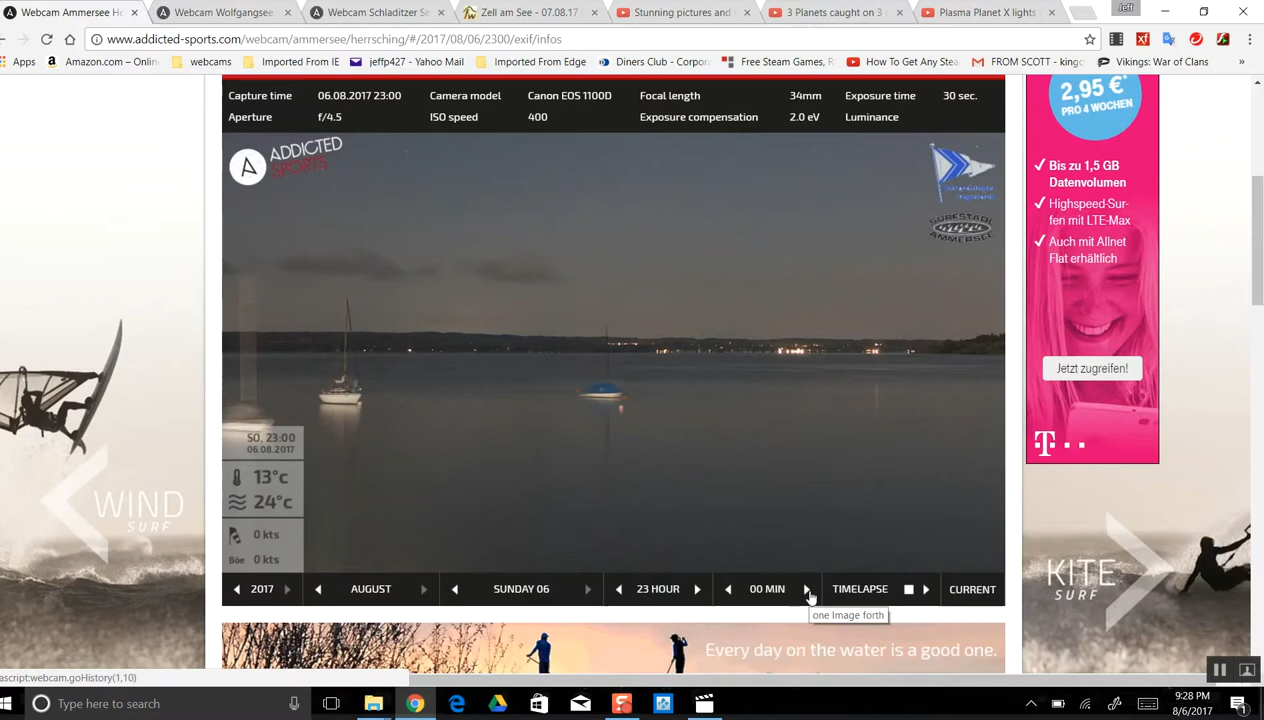 Webcam Ammersee He
Webcam Wolfgangsee
Webcam Schladitzer Se
Zell am See - 07.08.17
Stunning pictures and
3 Planets caught on 3 c
Plasma Planet X lights
Jeff
www.addicted-sports.com/webcam/ammersee/herrsching/#/2017/08/06/2300/exif/infos
Apps
Amazon.com – Onlin
webcams
Imported From IE
jeffp427 - Yahoo Mail
Imported From Edge
Diners Club - Corpora
Free Steam Games, R
How To Get Any Stea
FROM SCOTT - kingo
Vikings: War of Clans
»
Capture time 06.08.2017 23:00 Camera model Canon EOS 1100D Focal length 34mm Exposure time 30 sec.
Aperture f/4.5 ISO speed 400 Exposure compensation 2.0 eV Luminance
ADDICTED
SPORTS
SURFSTADL
AMMERSEE
SO, 23:00
06.08.2017
13°c
24°c
0 kts
Böe 0 kts
2017 AUGUST SUNDAY 06 23 HOUR 00 MIN TIMELAPSE CURRENT
one Image forth
Every day on the water is a good one.
WIND
SURF
KITE
SURF
2,95 €*
PRO 4 WOCHEN
Bis zu 1,5 GB
Datenvolumen
Highspeed-Sur-
fen mit LTE-Max
Auch mit Allnet
Flat erhältlich
Jetzt zugreifen!
T
ascript:webcam.goHistory(1,10)
Type here to search
9:28 PM
8/6/2017
1